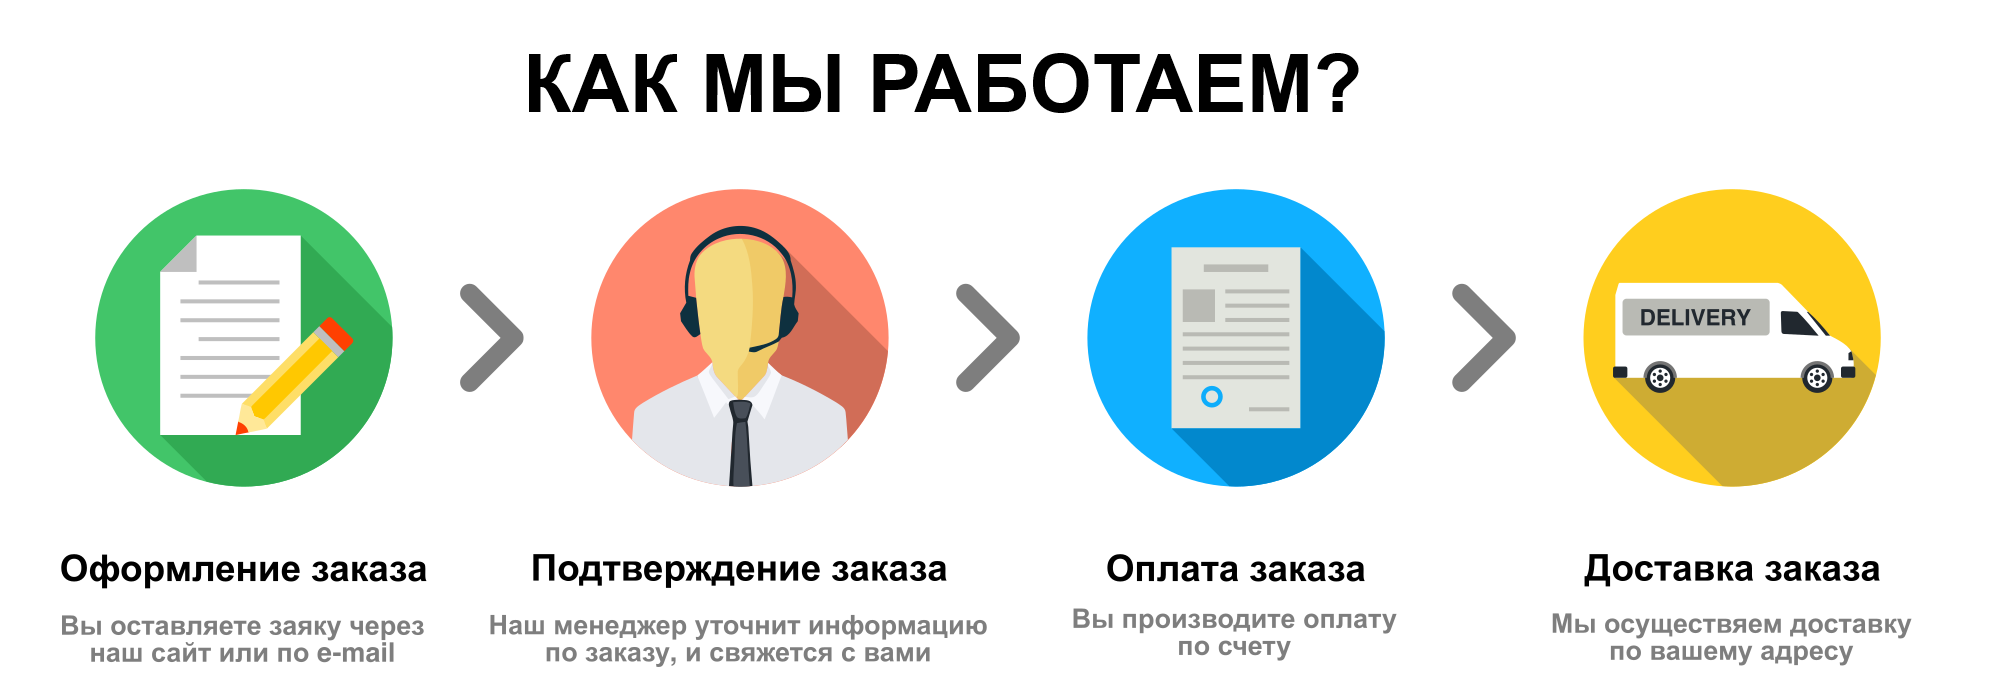 КАК МЫ РАБОТАЕМ?
DELIVERY
Оформление заказа
Вы оставляете заяку через
наш сайт или по e-mail
Подтверждение заказа
Наш менеджер уточнит информацию
по заказу, и свяжется с вами
Оплата заказа
Вы производите оплату
по счету
Доставка заказа
Мы осуществяем доставку
по вашему адресу